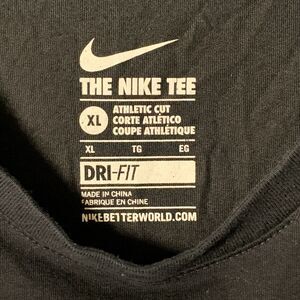 THE NIKE TEE
XL
ATHLETIC CUT
CORTE ATLÉTICO
COUPE ATHLÉTIQUE
XL TG EG
DRI-FIT
MADE IN CHINA
FABRIQUE EN CHINE
NIKEBETTERWORLD.COM